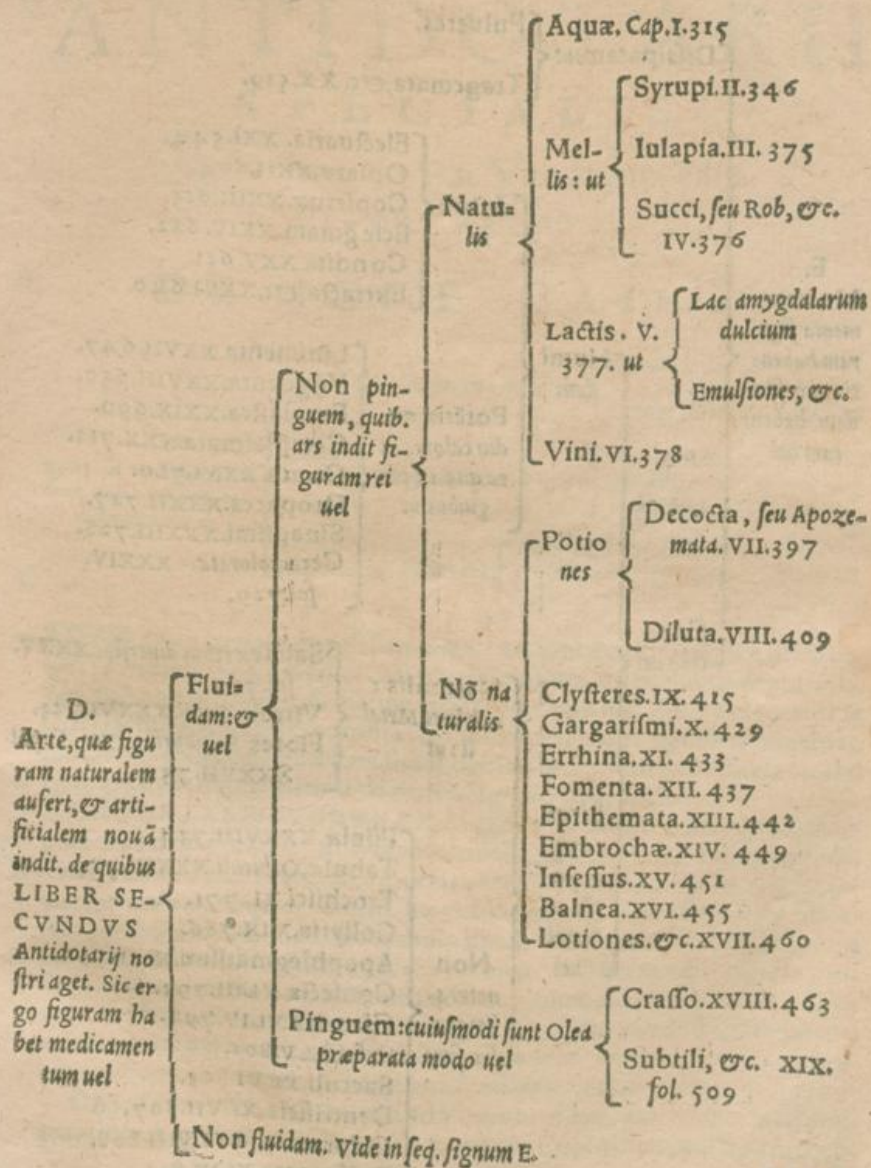 D.
Arte, quæ figu
ram naturalem
aufert, & arti-
ficialem nouā
indit. de quibus
LIBER SE-
CVNDVS
Antidotarij no
ſtri aget. Sic er
go figuram ha
bet medicamen
tum uel
Flui=
dam: &
uel
Non pin-
guem, quib.
ars indit fi-
guram rei
uel
Natu=
lis
Aquæ. Cap. I. 315
Mel-
lis: ut
Syrupi. II. 346
Iulapia. III. 375
Succi, ſeu Rob, &c.
IV. 376
Lactis. V.
377. ut
Lac amygdalarum
dulcium
Emulſiones, &c.
Vini. VI. 378
Nō na
turalis
Potio
nes
Decocta, ſeu Apoze-
mata. VII. 397
Diluta. VIII. 409
Clyſteres. IX. 415
Gargariſmi. X. 429
Errhina. XI. 433
Fomenta. XII. 437
Epithemata. XIII. 442
Embrochæ. XIV. 449
Inſeſſus. XV. 451
Balnea. XVI. 455
Lotiones. &c. XVII. 460
Pinguem: cuiuſmodi ſunt Olea
præparata modo uel
Craſſo. XVIII. 463
Subtili, &c. XIX.
fol. 509
Non fluidam. Vide in ſeq. ſignum E.